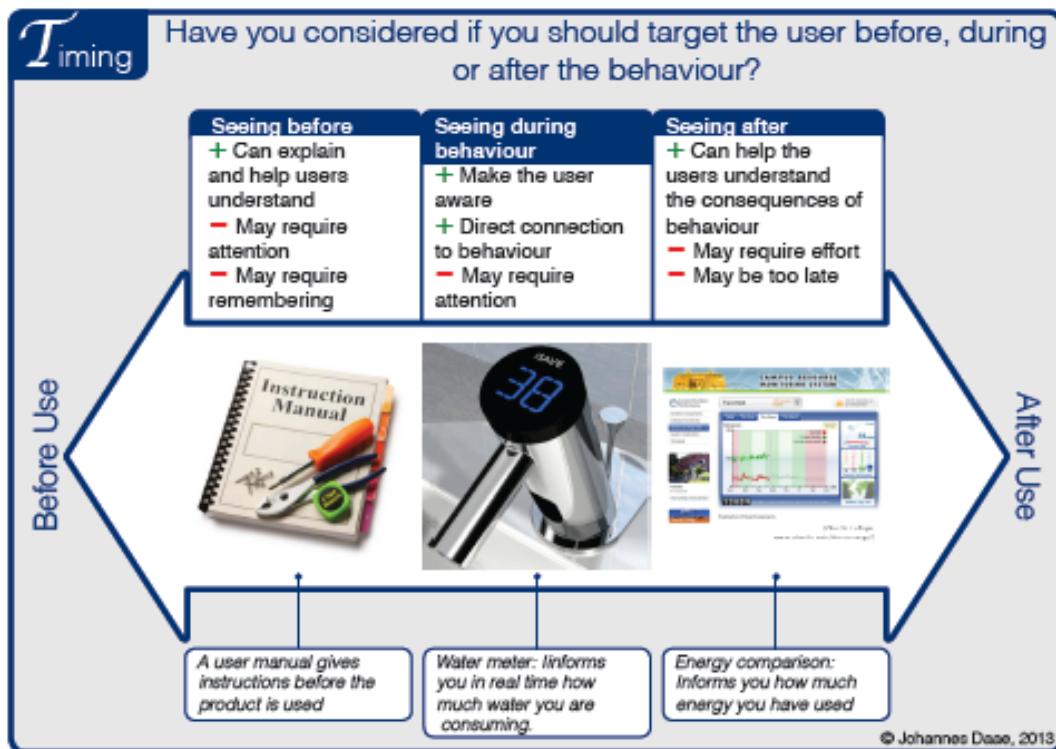 Timing
Have you considered if you should target the user before, during
or after the behaviour?
Seeing before
+ Can explain
and help users
understand
− May require
attention
− May require
remembering
Seeing during
behaviour
+ Make the user
aware
+ Direct connection
to behaviour
− May require
attention
Seeing after
+ Can help the
users understand
the consequences of
behaviour
− May require effort
− May be too late
Before Use
Instruction
Manual
iSAVE
38
CAMPUS RESOURCE
MONITORING SYSTEM
After Use
A user manual gives
instructions before the
product is used
Water meter: Iinforms
you in real time how
much water you are
consuming.
Energy comparison:
Informs you how much
energy you have used
© Johannes Daae, 2013